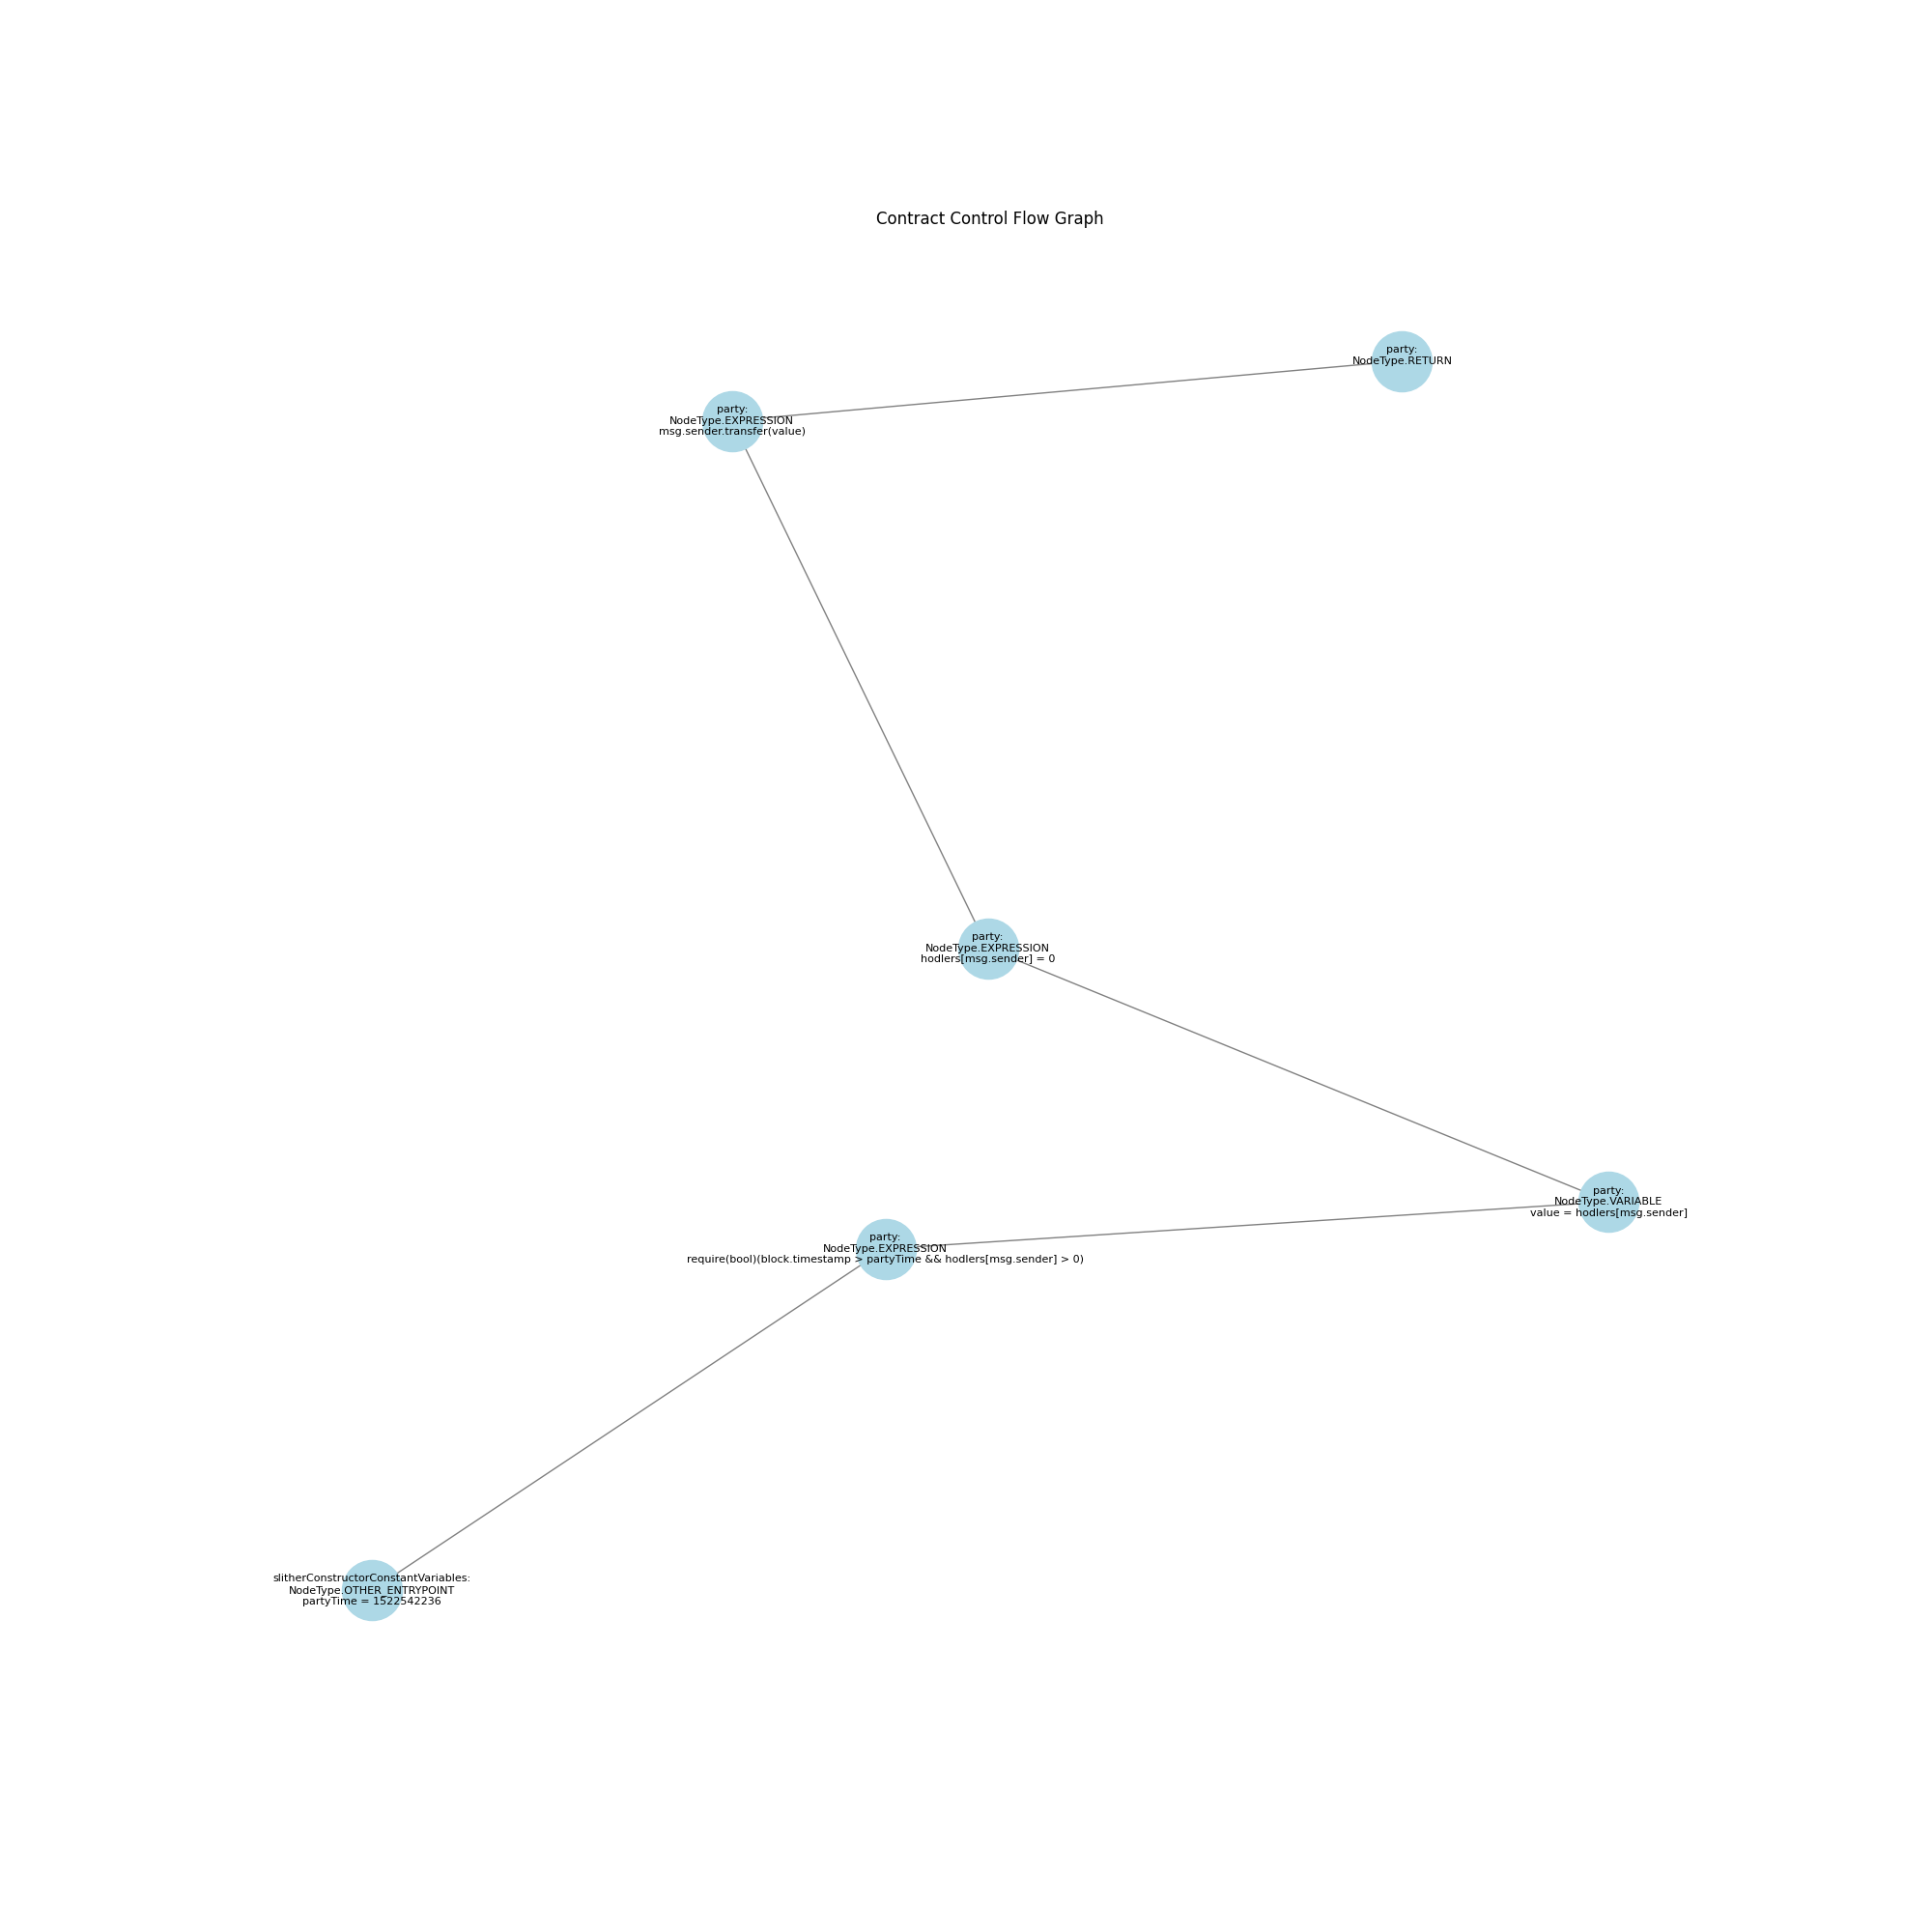 Contract Control Flow Graph
party:
NodeType.RETURN
party:
NodeType.EXPRESSION
msg.sender.transfer(value)
party:
NodeType.EXPRESSION
hodlers[msg.sender] = 0
party:
NodeType.VARIABLE
value = hodlers[msg.sender]
party:
NodeType.EXPRESSION
require(bool)(block.timestamp > partyTime && hodlers[msg.sender] > 0)
slitherConstructorConstantVariables:
NodeType.OTHER_ENTRYPOINT
partyTime = 1522542236